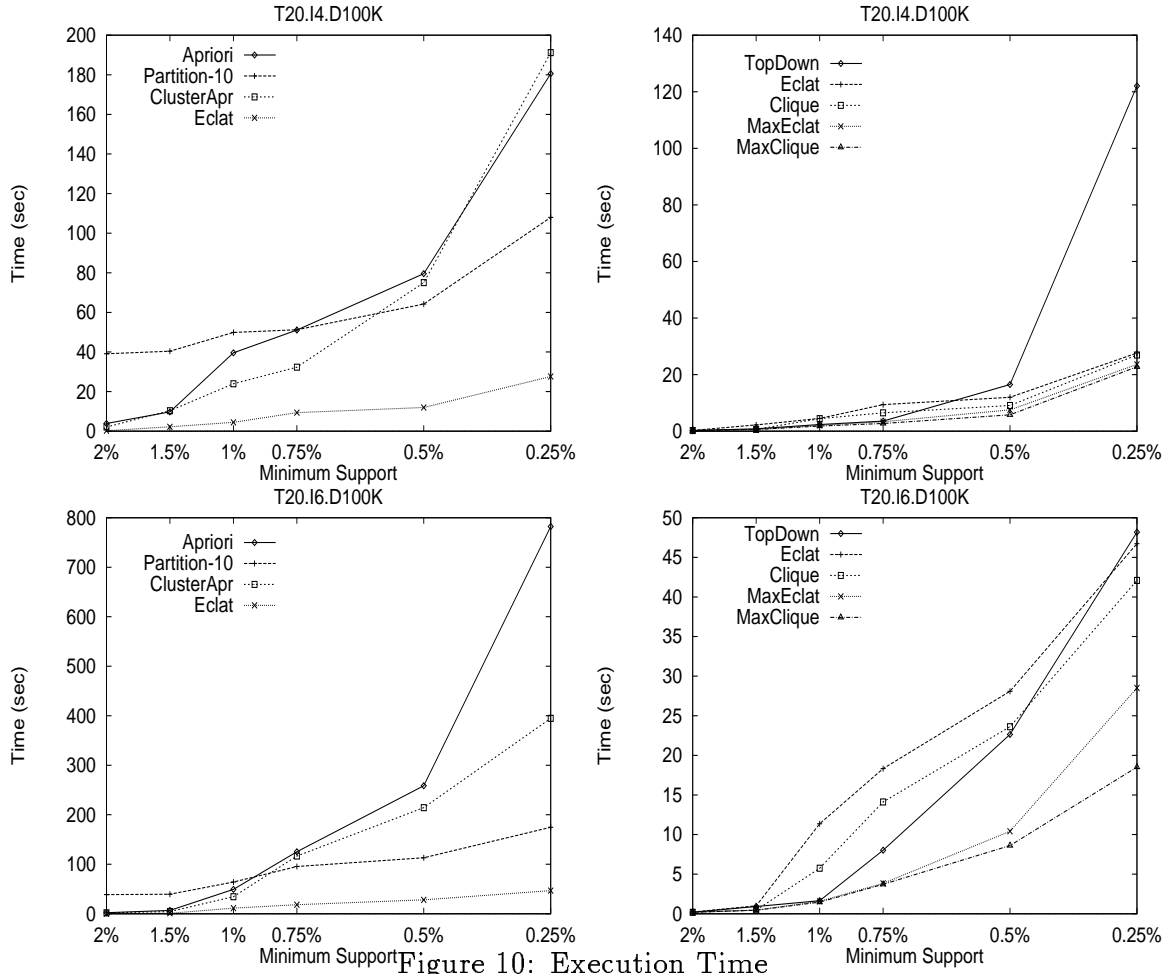 T20.I4.D100K
200
180
160
140
120
100
80
60
40
20
0
Time (sec)
Apriori
Partition-10
ClusterApr
Eclat
2% 1.5% 1% 0.75% 0.5% 0.25%
Minimum Support
T20.I4.D100K
140
120
100
80
60
40
20
0
Time (sec)
TopDown
Eclat
Clique
MaxEclat
MaxClique
2% 1.5% 1% 0.75% 0.5% 0.25%
Minimum Support
T20.I6.D100K
800
700
600
500
400
300
200
100
0
Time (sec)
Apriori
Partition-10
ClusterApr
Eclat
2% 1.5% 1% 0.75% 0.5% 0.25%
Minimum Support
T20.I6.D100K
50
45
40
35
30
25
20
15
10
5
0
Time (sec)
TopDown
Eclat
Clique
MaxEclat
MaxClique
2% 1.5% 1% 0.75% 0.5% 0.25%
Minimum Support
Figure 10: Execution Time